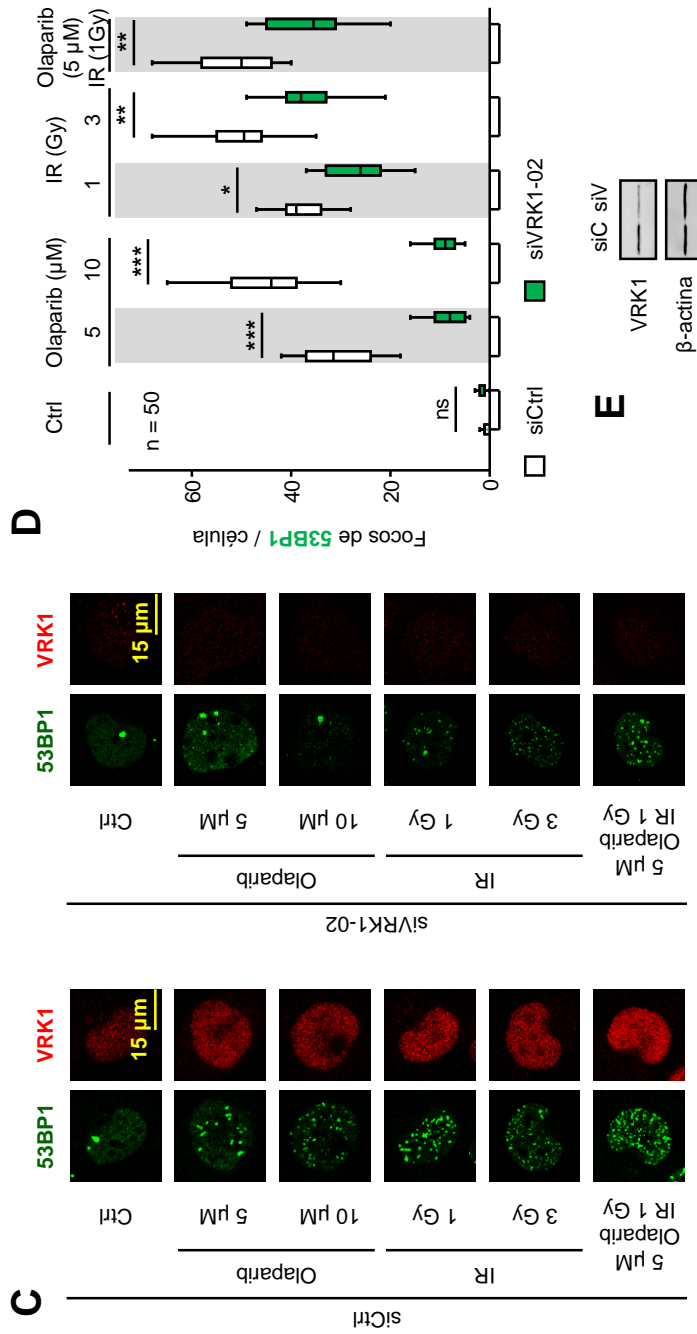 C
siCtrl
53BP1
VRK1
Ctrl
15 µm
Olaparib
5 µM
10 µM
IR
1 Gy
3 Gy
5 µM
Olaparib
IR 1 Gy
siVRK1-02
53BP1
VRK1
Ctrl
15 µm
Olaparib
5 µM
10 µM
IR
1 Gy
3 Gy
5 µM
Olaparib
IR 1 Gy
D
Ctrl
Olaparib (µM)
5
10
IR (Gy)
1
3
Olaparib
(5 µM)
IR (1Gy)
n = 50
ns
***
***
*
**
**
Focos de 53BP1 / célula
60
40
20
0
siCtrl
siVRK1-02
E
siC siV
VRK1
β-actina